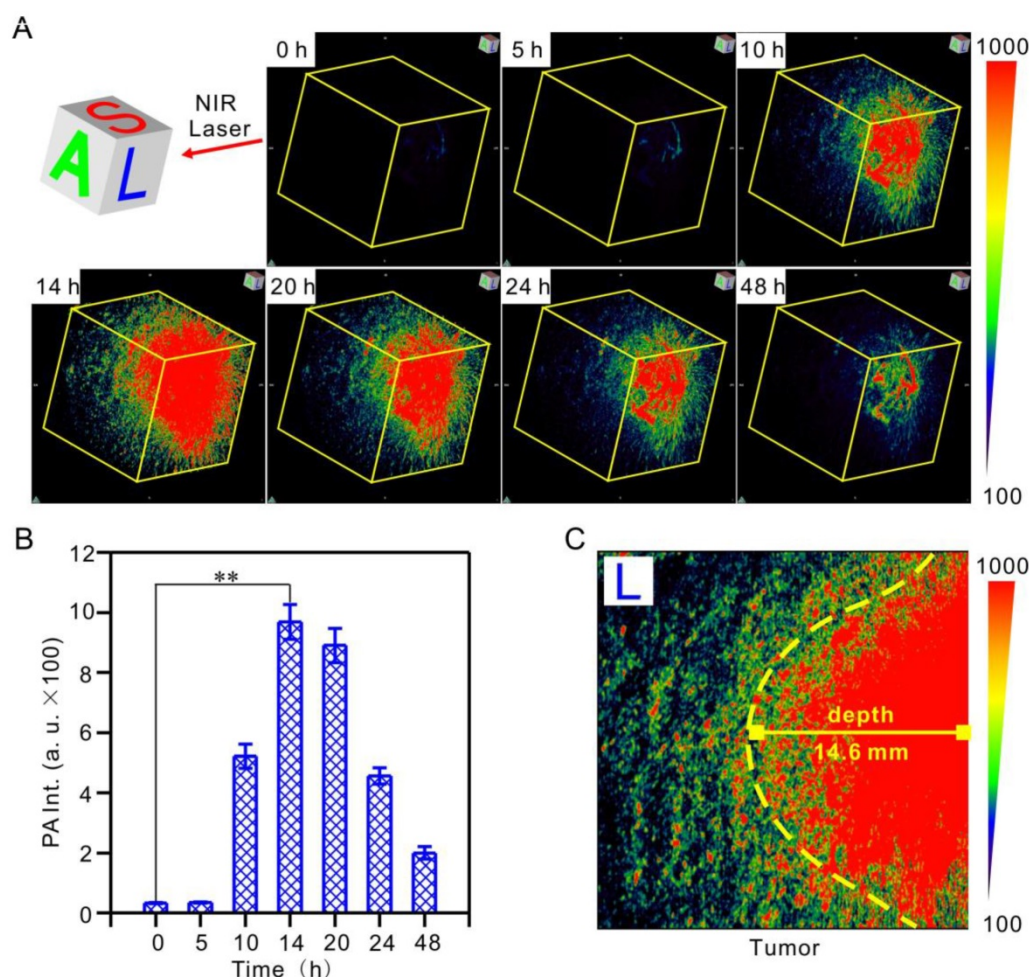 A
S
A
L
NIR
Laser
0 h
5 h
10 h
1000
14 h
20 h
24 h
48 h
100
B
PA Int. (a. u. ×100)
12
10
8
6
4
2
0
**
0 5 10 14 20 24 48
Time (h)
C
L
depth
14.6 mm
1000
100
Tumor